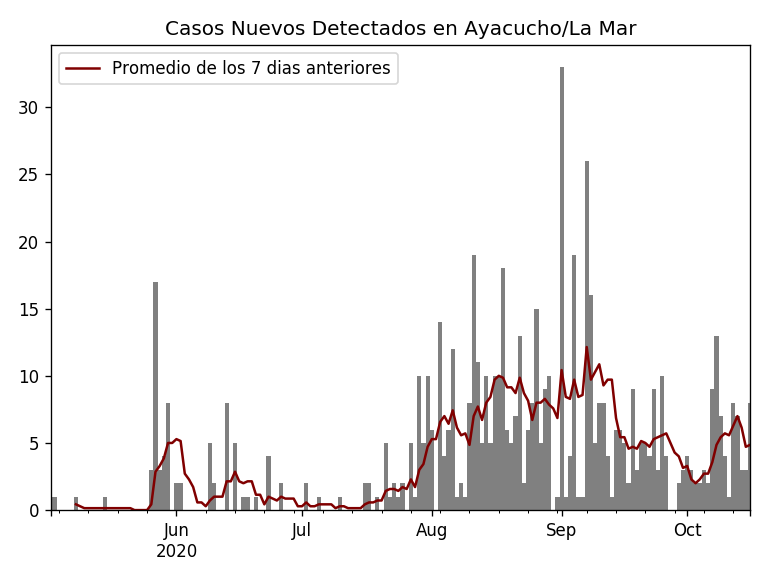 Casos Nuevos Detectados en Ayacucho/La Mar
Promedio de los 7 dias anteriores
30
25
20
15
10
5
0
Jun Jul Aug Sep Oct
2020